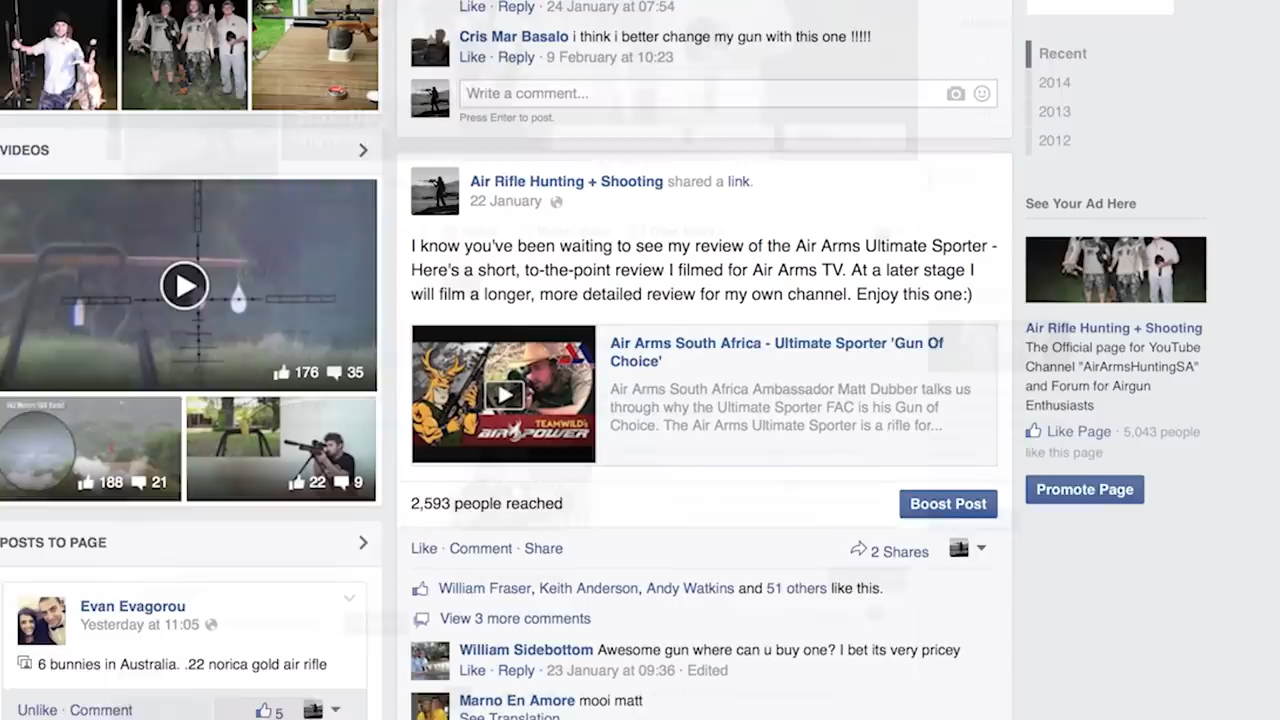 VIDEOS
176 35
188 21
22 9
POSTS TO PAGE
Evan Evagorou
Yesterday at 11:05
6 bunnies in Australia. .22 norica gold air rifle
Unlike · Comment
5
Like · Reply · 24 January at 07:54
Cris Mar Basalo i think i better change my gun with this one !!!!!
Like · Reply · 9 February at 10:23
Write a comment...
Press Enter to post.
Air Rifle Hunting + Shooting shared a link.
22 January
I know you've been waiting to see my review of the Air Arms Ultimate Sporter -
Here's a short, to-the-point review I filmed for Air Arms TV. At a later stage I
will film a longer, more detailed review for my own channel. Enjoy this one:)
TEAMWILD's
AIR POWER
Air Arms South Africa - Ultimate Sporter 'Gun Of
Choice'
Air Arms South Africa Ambassador Matt Dubber talks us
through why the Ultimate Sporter FAC is his Gun of
Choice. The Air Arms Ultimate Sporter is a rifle for...
2,593 people reached
Boost Post
Like · Comment · Share
2 Shares
William Fraser, Keith Anderson, Andy Watkins and 51 others like this.
View 3 more comments
William Sidebottom Awesome gun where can u buy one? I bet its very pricey
Like · Reply · 23 January at 09:36 · Edited
Marno En Amore mooi matt
See Translation
Recent
2014
2013
2012
See Your Ad Here
Air Rifle Hunting + Shooting
The Official page for YouTube
Channel "AirArmsHuntingSA"
and Forum for Airgun
Enthusiasts
Like Page · 5,043 people
like this page
Promote Page